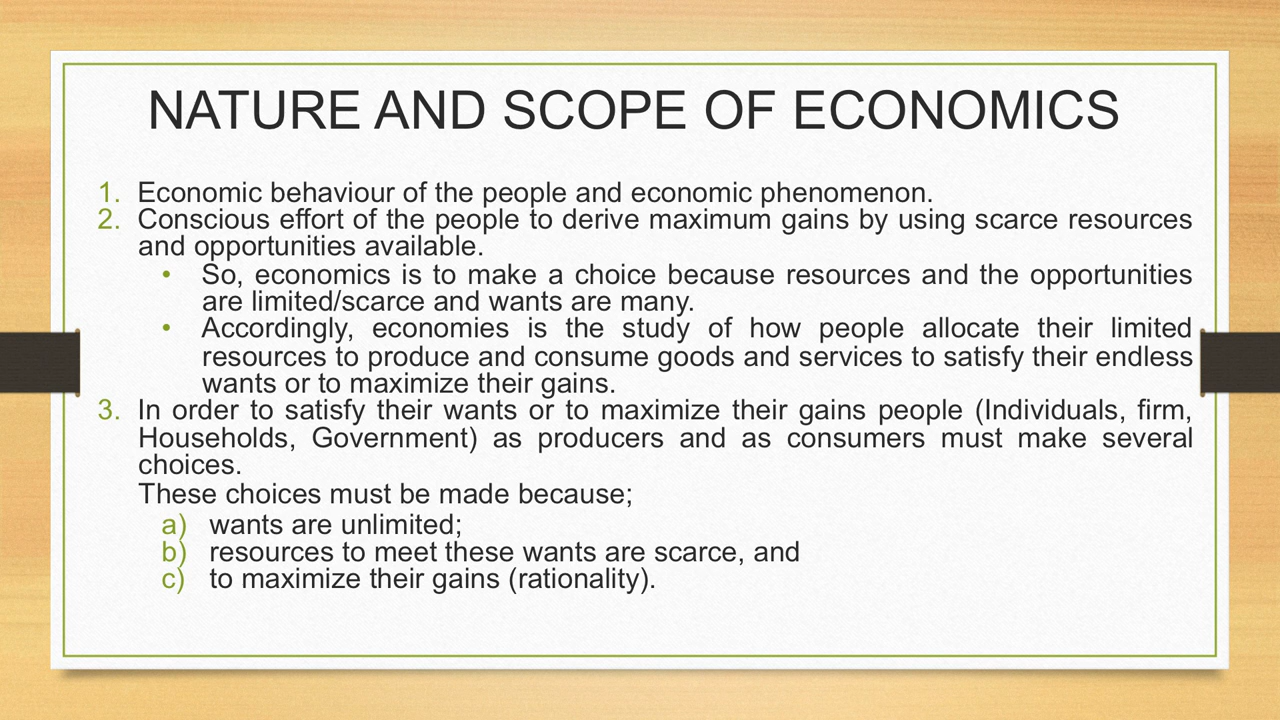 NATURE AND SCOPE OF ECONOMICS
1. Economic behaviour of the people and economic phenomenon.
2. Conscious effort of the people to derive maximum gains by using scarce resources
and opportunities available.
• So, economics is to make a choice because resources and the opportunities
are limited/scarce and wants are many.
• Accordingly, economies is the study of how people allocate their limited
resources to produce and consume goods and services to satisfy their endless
wants or to maximize their gains.
3. In order to satisfy their wants or to maximize their gains people (Individuals, firm,
Households, Government) as producers and as consumers must make several
choices.
These choices must be made because;
a) wants are unlimited;
b) resources to meet these wants are scarce, and
c) to maximize their gains (rationality).